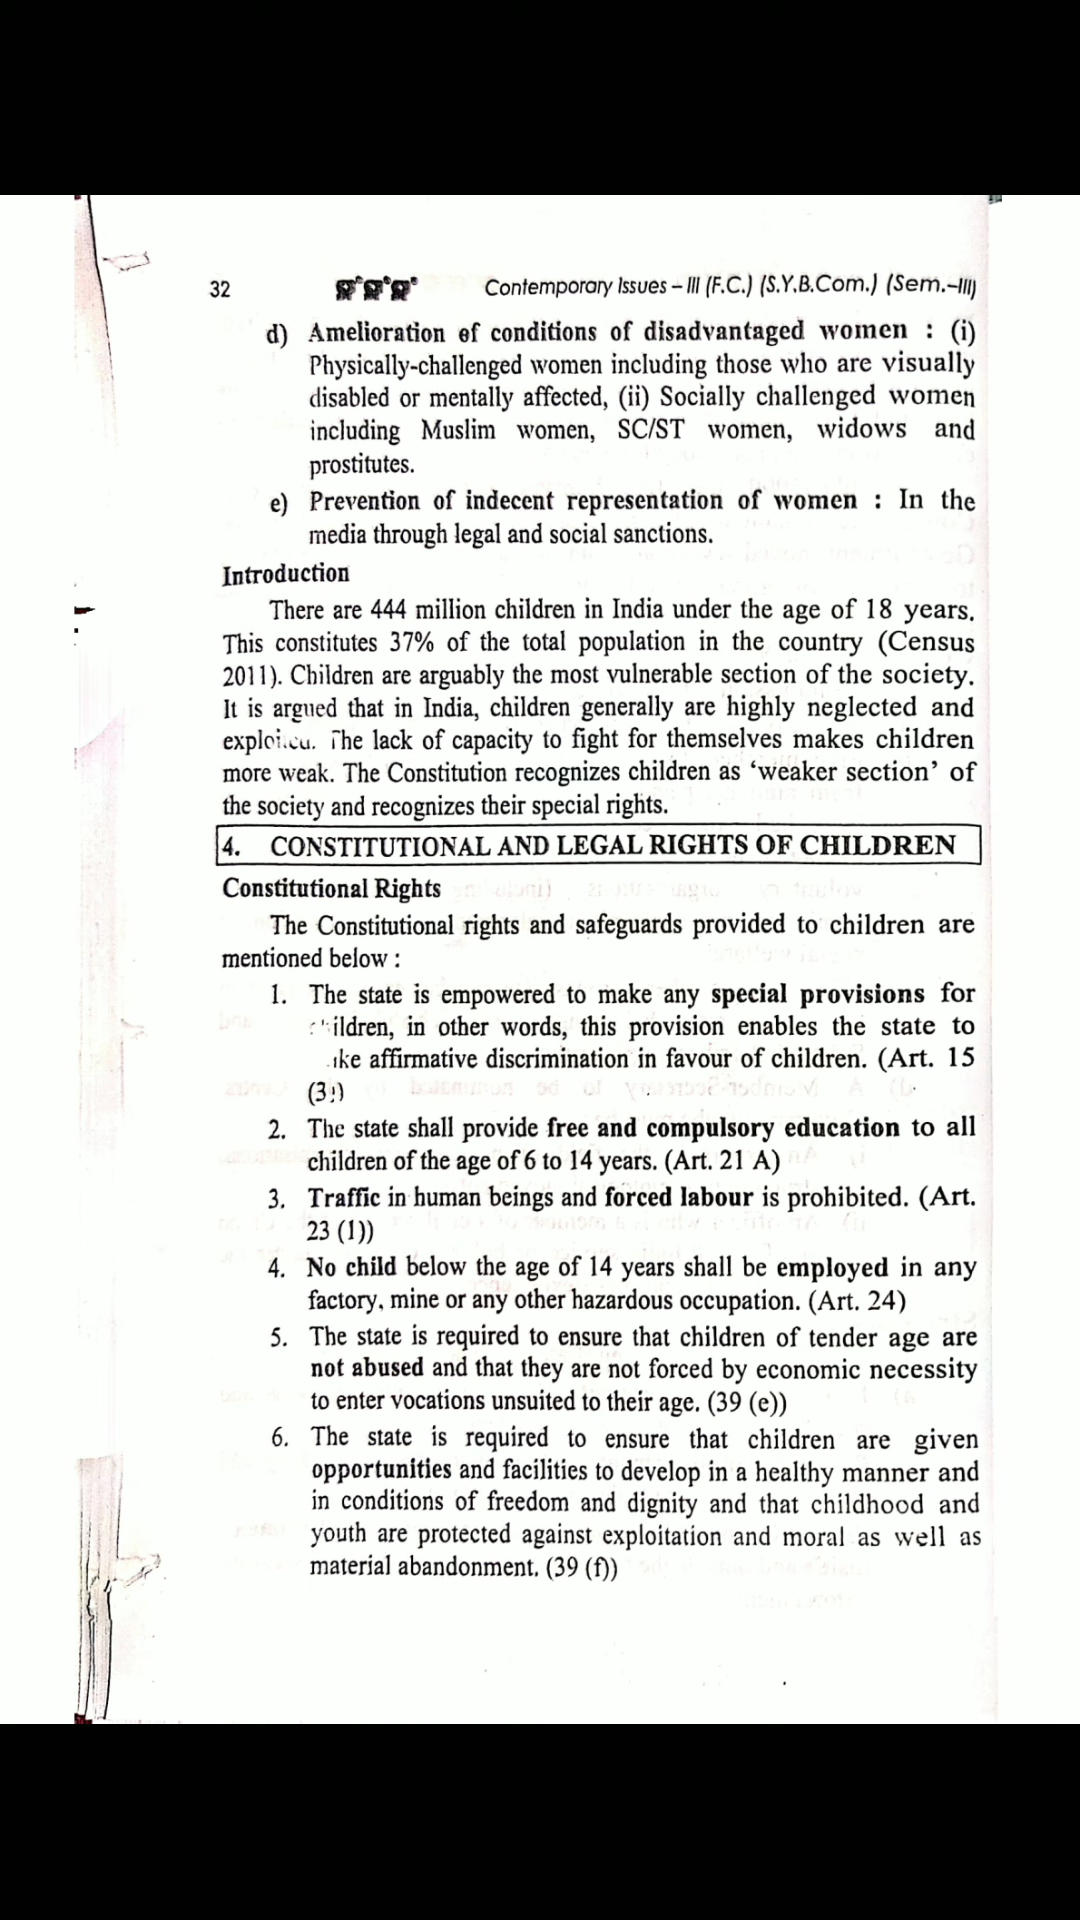 32 Contemporary Issues – III (F.C.) (S.Y.B.Com.) (Sem.–III)
d) Amelioration of conditions of disadvantaged women : (i)
Physically-challenged women including those who are visually
disabled or mentally affected, (ii) Socially challenged women
including Muslim women, SC/ST women, widows and
prostitutes.
e) Prevention of indecent representation of women : In the
media through legal and social sanctions.
Introduction
There are 444 million children in India under the age of 18 years.
This constitutes 37% of the total population in the country (Census
2011). Children are arguably the most vulnerable section of the society.
It is argued that in India, children generally are highly neglected and
The lack of capacity to fight for themselves makes children
more weak. The Constitution recognizes children as ‘weaker section’ of
the society and recognizes their special rights.
4. CONSTITUTIONAL AND LEGAL RIGHTS OF CHILDREN
Constitutional Rights
The Constitutional rights and safeguards provided to children are
mentioned below :
1. The state is empowered to make any special provisions for
ildren, in other words, this provision enables the state to
affirmative discrimination in favour of children. (Art. 15
(3))
2. The state shall provide free and compulsory education to all
children of the age of 6 to 14 years. (Art. 21 A)
3. Traffic in human beings and forced labour is prohibited. (Art.
23 (1))
4. No child below the age of 14 years shall be employed in any
factory, mine or any other hazardous occupation. (Art. 24)
5. The state is required to ensure that children of tender age are
not abused and that they are not forced by economic necessity
to enter vocations unsuited to their age. (39 (e))
6. The state is required to ensure that children are given
opportunities and facilities to develop in a healthy manner and
in conditions of freedom and dignity and that childhood and
youth are protected against exploitation and moral as well as
material abandonment. (39 (f))